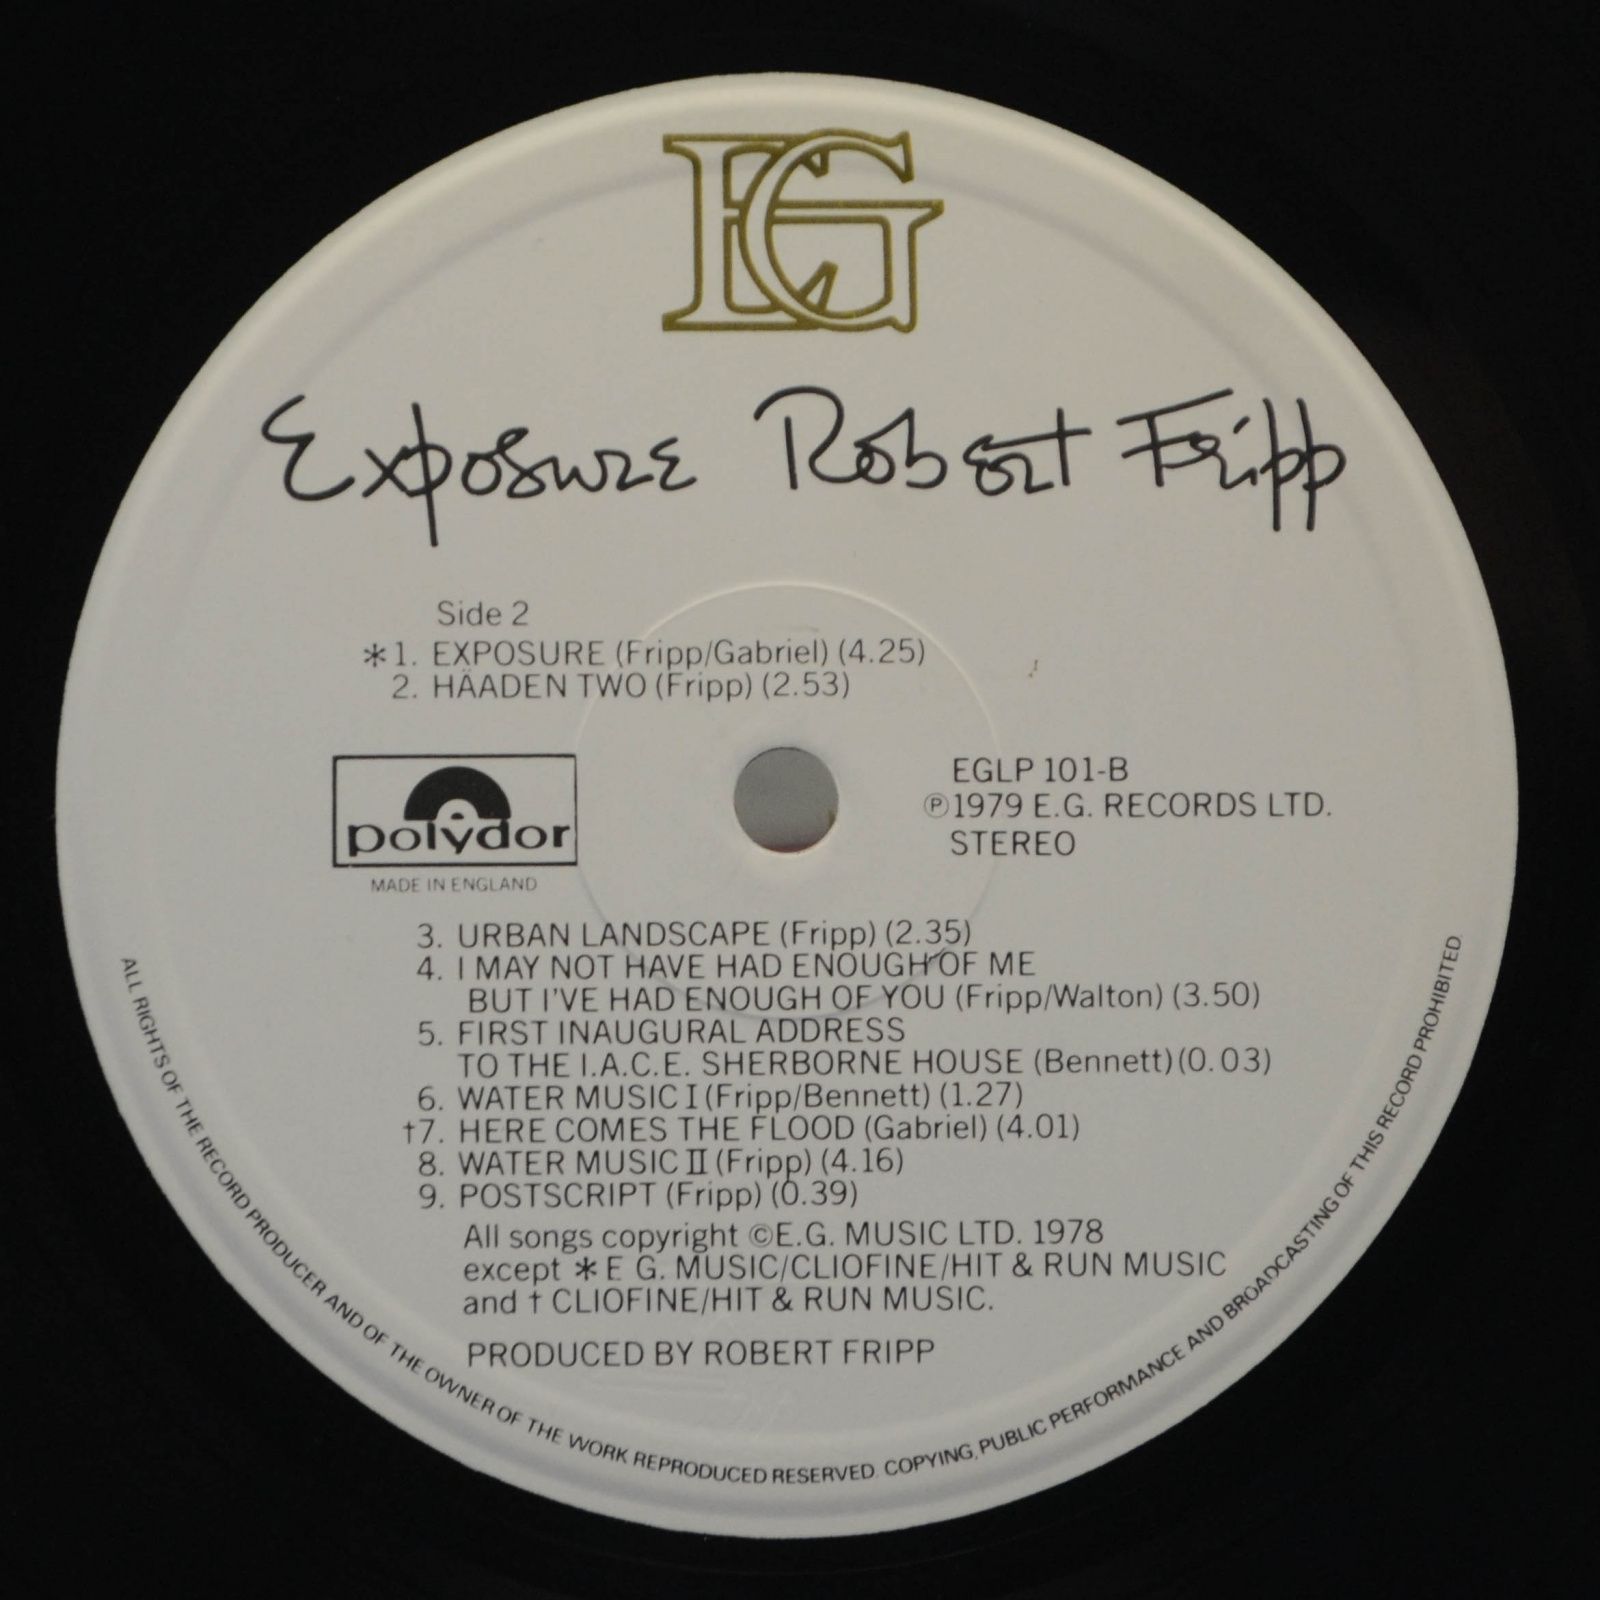 EG
Exposure Robert Fripp
Side 2
*1. EXPOSURE (Fripp/Gabriel) (4.25)
2. HÄADEN TWO (Fripp) (2.53)
polydor
MADE IN ENGLAND
EGLP 101-B
Ⓟ1979 E.G. RECORDS LTD.
STEREO
3. URBAN LANDSCAPE (Fripp) (2.35)
4. I MAY NOT HAVE HAD ENOUGH OF ME
BUT I'VE HAD ENOUGH OF YOU (Fripp/Walton) (3.50)
5. FIRST INAUGURAL ADDRESS
TO THE I.A.C.E. SHERBORNE HOUSE (Bennett) (0.03)
6. WATER MUSIC I (Fripp/Bennett) (1.27)
†7. HERE COMES THE FLOOD (Gabriel) (4.01)
8. WATER MUSIC II (Fripp) (4.16)
9. POSTSCRIPT (Fripp) (0.39)
All songs copyright ©E.G. MUSIC LTD. 1978
except * E G. MUSIC/CLIOFINE/HIT & RUN MUSIC
and † CLIOFINE/HIT & RUN MUSIC.
PRODUCED BY ROBERT FRIPP
ALL RIGHTS OF THE RECORD PRODUCER AND OF THE OWNER OF THE WORK REPRODUCED RESERVED. COPYING, PUBLIC PERFORMANCE AND BROADCASTING OF THIS RECORD PROHIBITED.